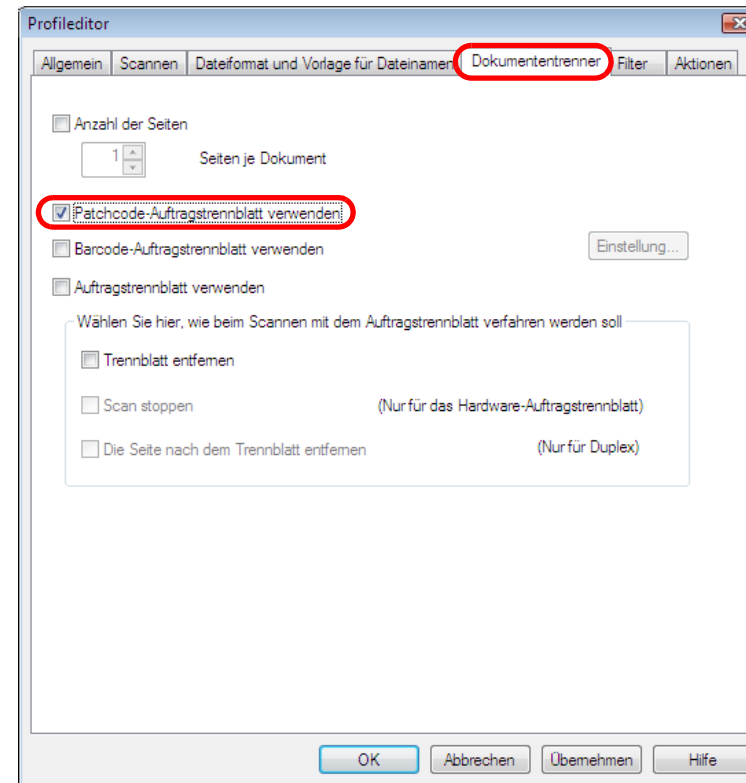 Profileditor
Allgemein Scannen Dateiformat und Vorlage für Dateinamen Dokumententrenner Filter Aktionen
Anzahl der Seiten
1 Seiten je Dokument
Patchcode-Auftragstrennblatt verwenden
Barcode-Auftragstrennblatt verwenden Einstellung...
Auftragstrennblatt verwenden
Wählen Sie hier, wie beim Scannen mit dem Auftragstrennblatt verfahren werden soll
Trennblatt entfernen
Scan stoppen (Nur für das Hardware-Auftragstrennblatt)
Die Seite nach dem Trennblatt entfernen (Nur für Duplex)
OK Abbrechen Übernehmen Hilfe